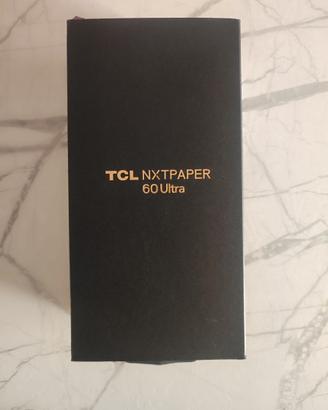 TCL NXTPAPER
60 Ultra